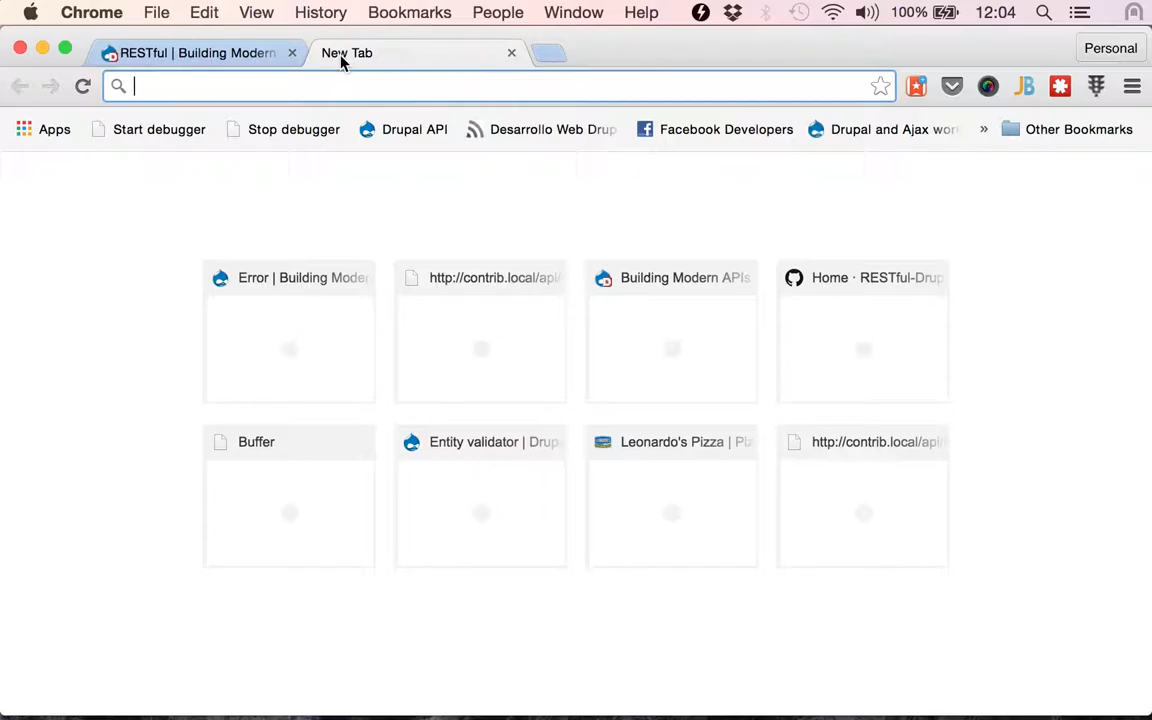 Chrome File Edit View History Bookmarks People Window Help 100% 12:04
RESTful | Building Modern New Tab Personal
Apps Start debugger Stop debugger Drupal API Desarrollo Web Drup Facebook Developers Drupal and Ajax wor » Other Bookmarks
Error | Building Moder http://contrib.local/api/ Building Modern APIs Home · RESTful-Drup
Buffer Entity validator | Drup Leonardo's Pizza | Piz http://contrib.local/api/